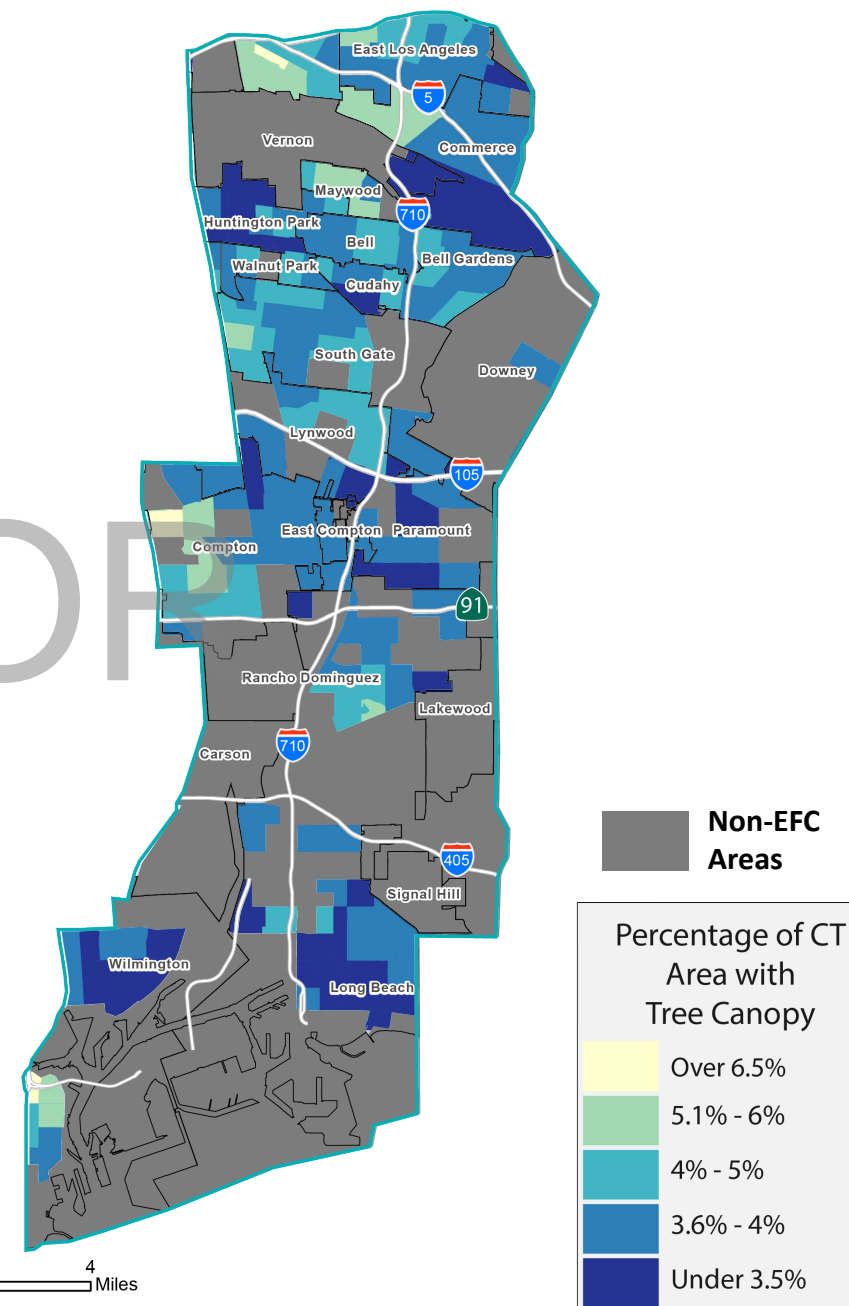 East Los Angeles
5
Vernon
Commerce
Maywood
710
Huntington Park
Bell
Bell Gardens
Walnut Park
Cudahy
South Gate
Downey
Lynwood
105
East Compton
Paramount
Compton
OR
91
Rancho Dominguez
Lakewood
710
Carson
405
Signal Hill
Wilmington
Long Beach
4
Miles
Non-EFC
Areas
Percentage of CT
Area with
Tree Canopy
Over 6.5%
5.1% - 6%
4% - 5%
3.6% - 4%
Under 3.5%